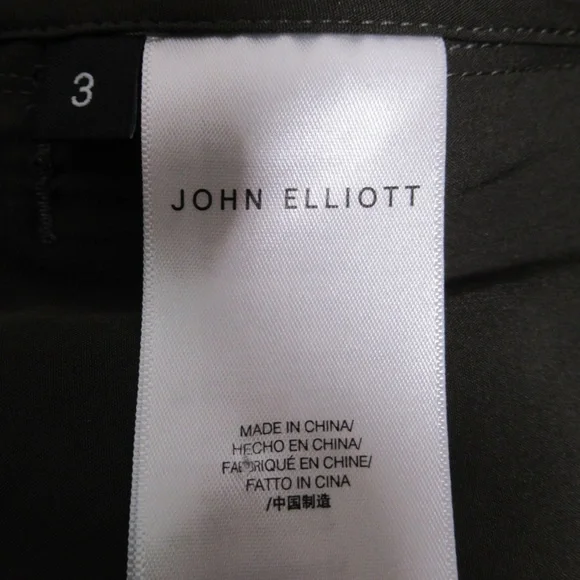 3
JOHN ELLIOTT
MADE IN CHINA/
HECHO EN CHINA/
FABRIQUÉ EN CHINE/
FATTO IN CINA
/中国制造